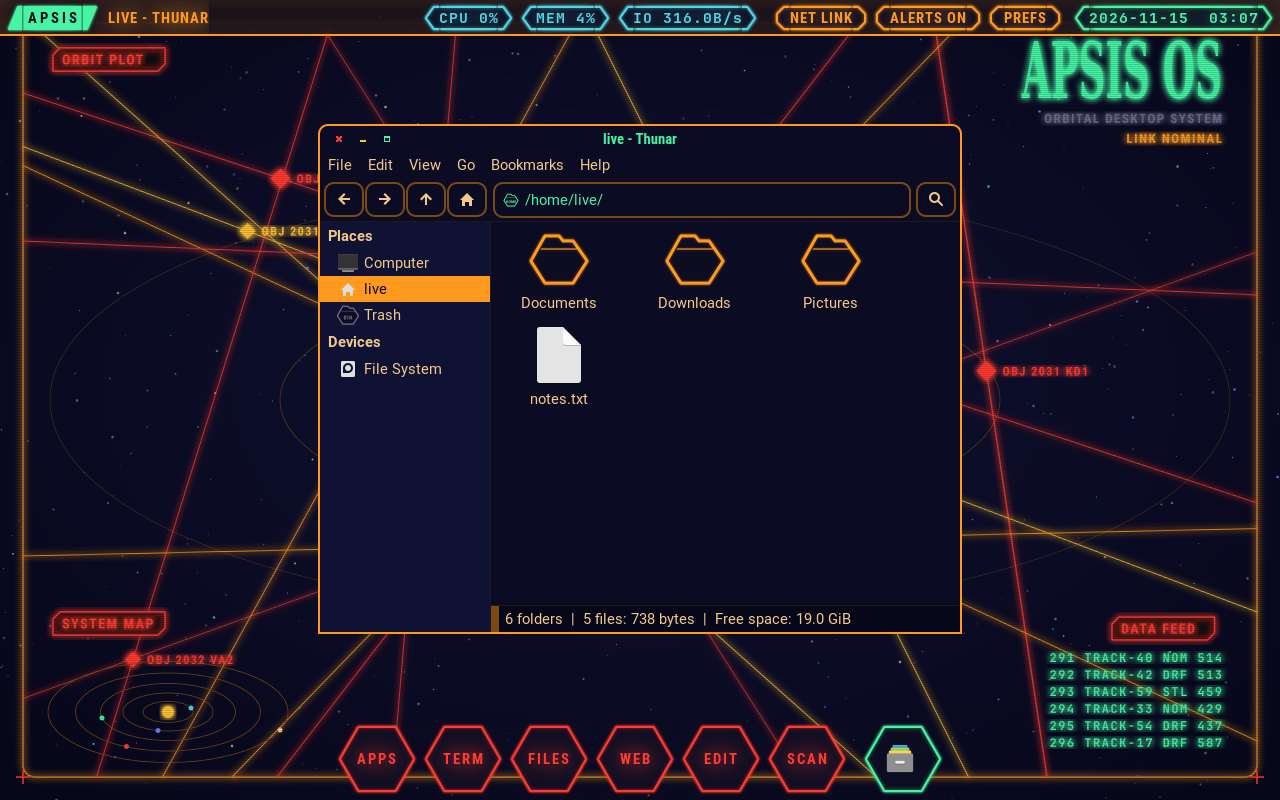 APSIS
LIVE - THUNAR
CPU 0%
MEM 4%
IO 316.0B/s
NET LINK
ALERTS ON
PREFS
2026-11-15 03:07
ORBIT PLOT
APSIS OS
ORBITAL DESKTOP SYSTEM
LINK NOMINAL
live - Thunar
File Edit View Go Bookmarks Help
/home/live/
OBJ
OBJ 2031
Places
Computer
live
Trash
Devices
File System
Documents
Downloads
Pictures
notes.txt
6 folders | 5 files: 738 bytes | Free space: 19.0 GiB
OBJ 2031 KD1
SYSTEM MAP
OBJ 2032 VA2
DATA FEED
291 TRACK-40 NOM 514
292 TRACK-42 DRF 513
293 TRACK-59 STL 459
294 TRACK-33 NOM 429
295 TRACK-54 DRF 437
296 TRACK-17 DRF 587
APPS
TERM
FILES
WEB
EDIT
SCAN